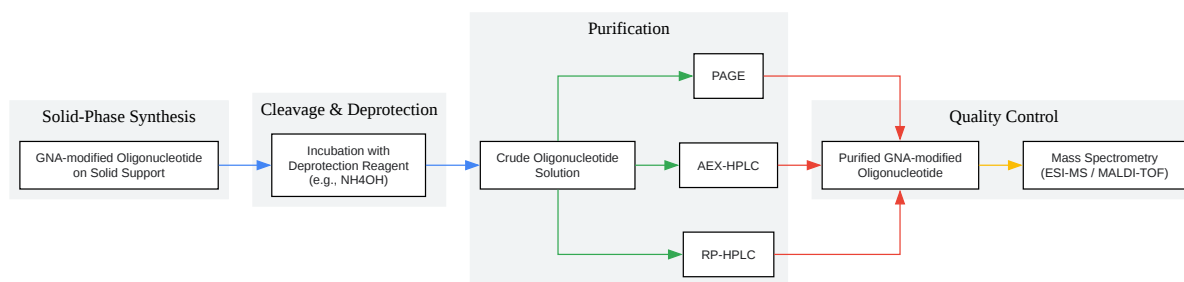 Solid-Phase Synthesis
GNA-modified Oligonucleotide
on Solid Support
Cleavage & Deprotection
Incubation with
Deprotection Reagent
(e.g., NH4OH)
Purification
Crude Oligonucleotide
Solution
PAGE
AEX-HPLC
RP-HPLC
Quality Control
Purified GNA-modified
Oligonucleotide
Mass Spectrometry
(ESI-MS / MALDI-TOF)